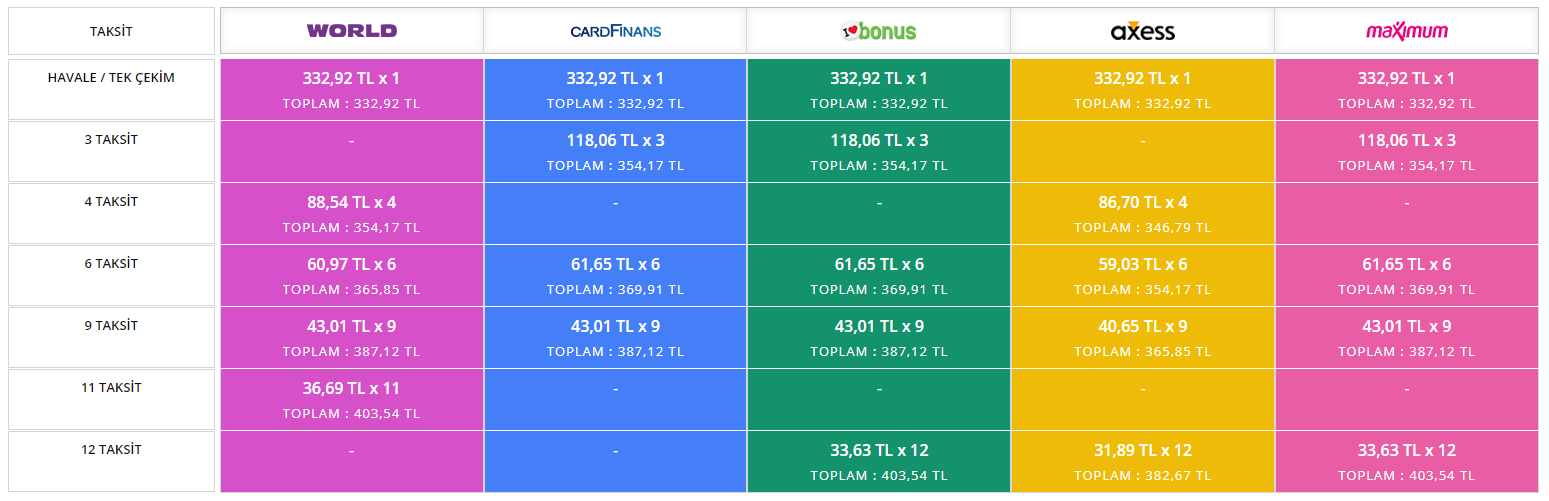 TAKSİT WORLD CARDFINANS I bonus axess maximum
HAVALE / TEK ÇEKİM 332,92 TL x 1 332,92 TL x 1 332,92 TL x 1 332,92 TL x 1 332,92 TL x 1
TOPLAM : 332,92 TL TOPLAM : 332,92 TL TOPLAM : 332,92 TL TOPLAM : 332,92 TL TOPLAM : 332,92 TL
3 TAKSİT - 118,06 TL x 3 118,06 TL x 3 - 118,06 TL x 3
TOPLAM : 354,17 TL TOPLAM : 354,17 TL TOPLAM : 354,17 TL
4 TAKSİT 88,54 TL x 4 - - 86,70 TL x 4 -
TOPLAM : 354,17 TL TOPLAM : 346,79 TL
6 TAKSİT 60,97 TL x 6 61,65 TL x 6 61,65 TL x 6 59,03 TL x 6 61,65 TL x 6
TOPLAM : 365,85 TL TOPLAM : 369,91 TL TOPLAM : 369,91 TL TOPLAM : 354,17 TL TOPLAM : 369,91 TL
9 TAKSİT 43,01 TL x 9 43,01 TL x 9 43,01 TL x 9 40,65 TL x 9 43,01 TL x 9
TOPLAM : 387,12 TL TOPLAM : 387,12 TL TOPLAM : 387,12 TL TOPLAM : 365,85 TL TOPLAM : 387,12 TL
11 TAKSİT 36,69 TL x 11 - - - -
TOPLAM : 403,54 TL
12 TAKSİT - - 33,63 TL x 12 31,89 TL x 12 33,63 TL x 12
TOPLAM : 403,54 TL TOPLAM : 382,67 TL TOPLAM : 403,54 TL